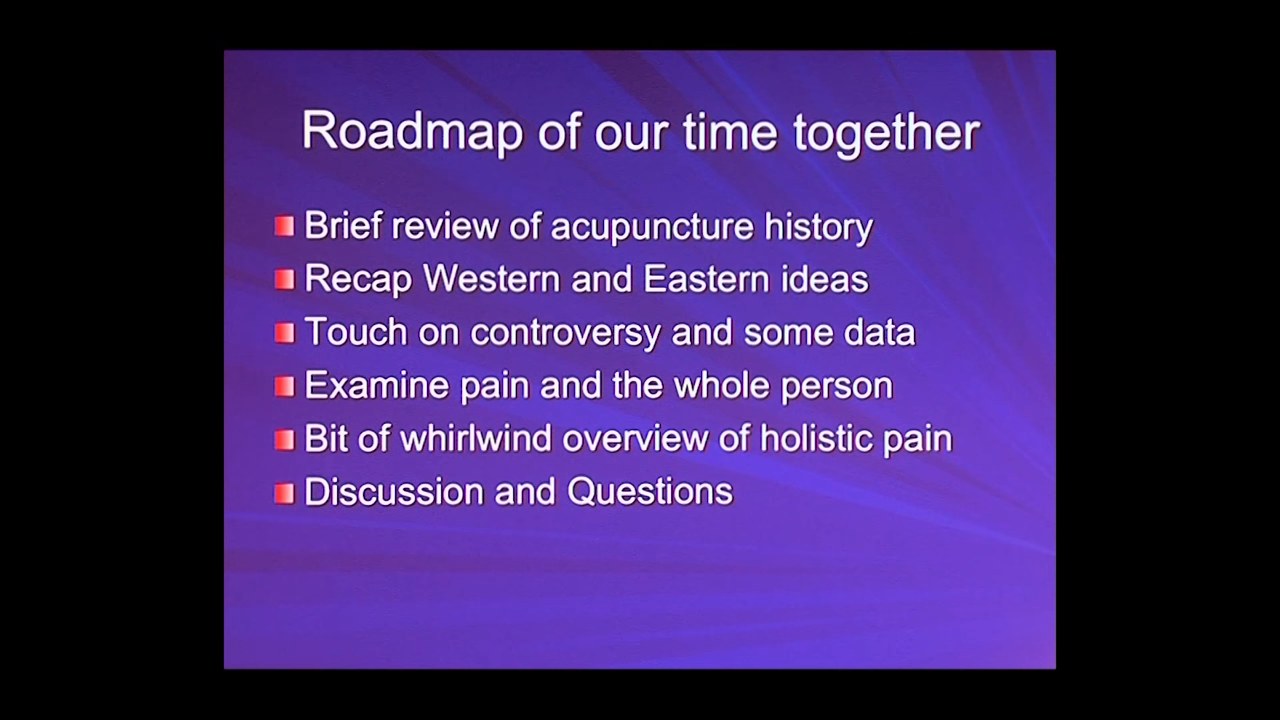 Roadmap of our time together
Brief review of acupuncture history
Recap Western and Eastern ideas
Touch on controversy and some data
Examine pain and the whole person
Bit of whirlwind overview of holistic pain
Discussion and Questions